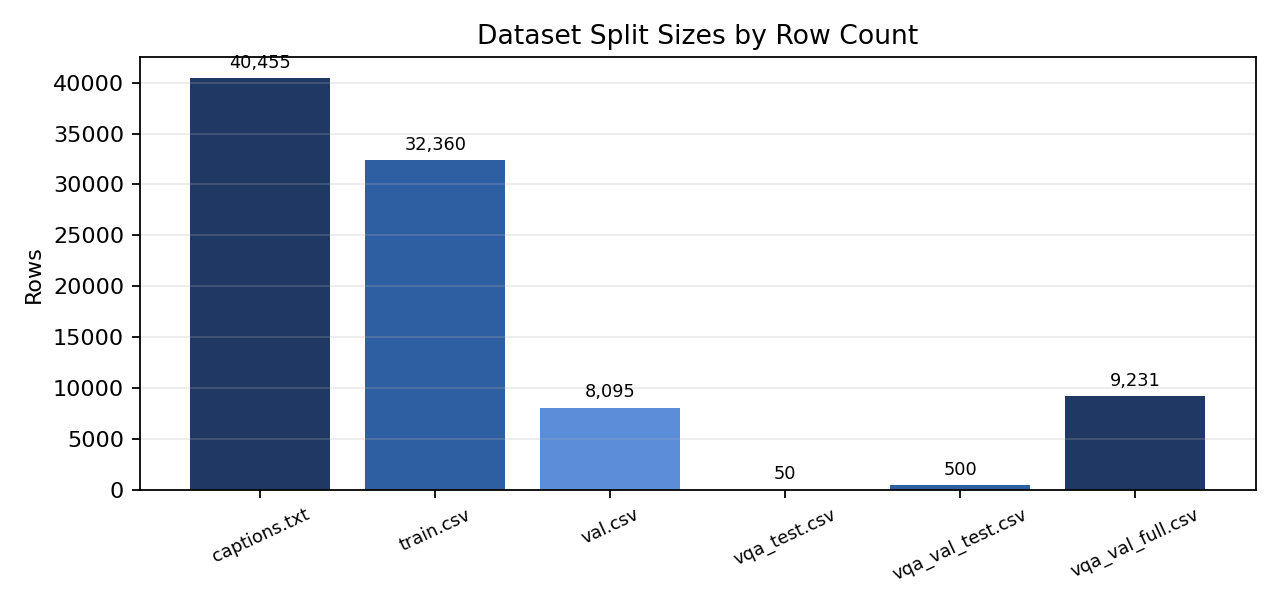 Dataset Split Sizes by Row Count
40,455
32,360
8,095
50
500
9,231
40000
35000
30000
25000
20000
15000
10000
5000
0
Rows
captions.txt
train.csv
val.csv
vqa_test.csv
vqa_val_test.csv
vqa_val_full.csv